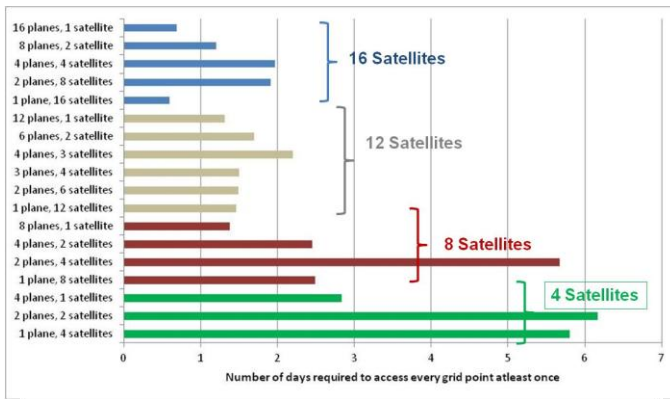 16 planes, 1 satellite
8 planes, 2 satellite
4 planes, 4 satellites
2 planes, 8 satellites
1 plane, 16 satellites
16 Satellites
12 planes, 1 satellite
6 planes, 2 satellite
4 planes, 3 satellites
3 planes, 4 satellites
2 planes, 6 satellites
1 plane, 12 satellites
12 Satellites
8 planes, 1 satellite
4 planes, 2 satellites
2 planes, 4 satellites
1 plane, 8 satellites
8 Satellites
4 planes, 1 satellites
2 planes, 2 satellites
1 plane, 4 satellites
4 Satellites
0 1 2 3 4 5 6 7
Number of days required to access every grid point atleast once